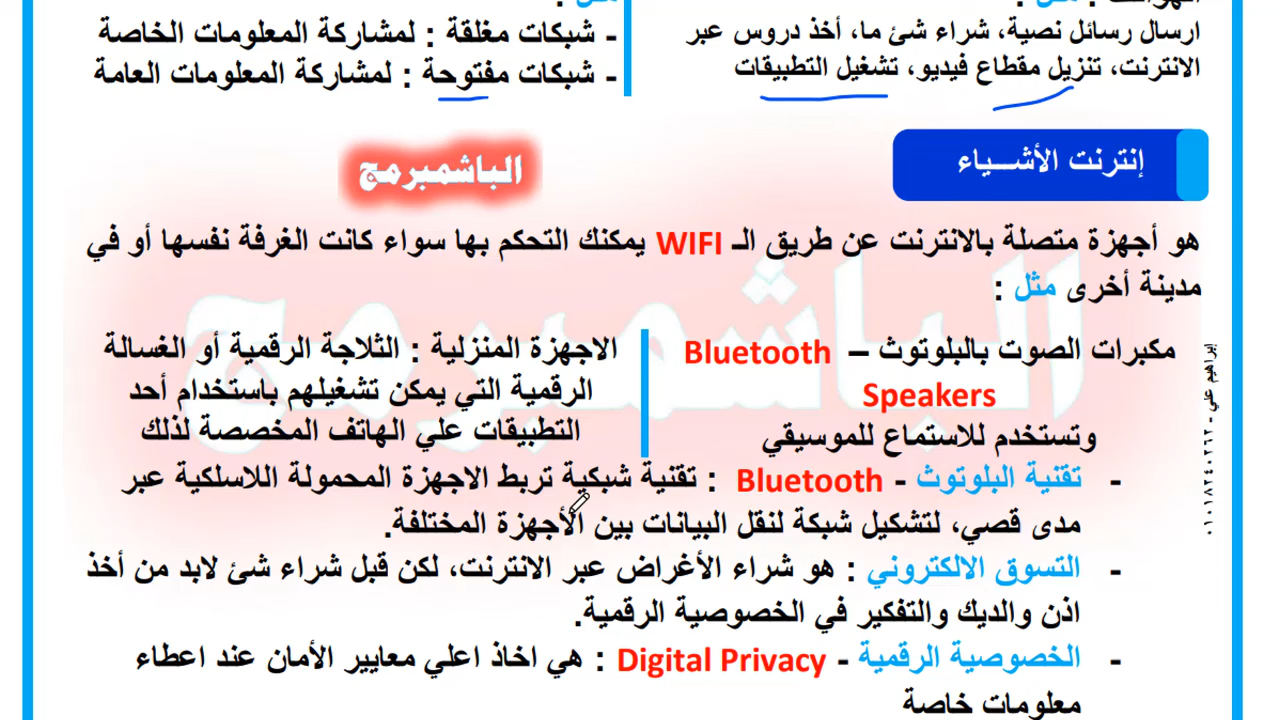 ارسال رسائل نصية، شراء شئ ما، أخذ دروس عبر
الانترنت، تنزيل مقطاع فيديو، تشغيل التطبيقات
- شبكات مغلقة : لمشاركة المعلومات الخاصة
- شبكات مفتوحة : لمشاركة المعلومات العامة
إنترنت الأشـــياء
الباشمبرمج
هو أجهزة متصلة بالانترنت عن طريق الـ WIFI يمكنك التحكم بها سواء كانت الغرفة نفسها أو في
مدينة أخرى مثل :
مكبرات الصوت بالبلوتوث – Bluetooth
Speakers
وتستخدم للاستماع للموسيقي
الاجهزة المنزلية : الثلاجة الرقمية أو الغسالة
الرقمية التي يمكن تشغيلهم باستخدام أحد
التطبيقات علي الهاتف المخصصة لذلك
- تقنية البلوتوث - Bluetooth : تقنية شبكية تربط الاجهزة المحمولة اللاسلكية عبر
مدى قصي، لتشكيل شبكة لنقل البيانات بين الأجهزة المختلفة.
- التسوق الالكتروني : هو شراء الأغراض عبر الانترنت، لكن قبل شراء شئ لابد من أخذ
اذن والديك والتفكير في الخصوصية الرقمية.
- الخصوصية الرقمية - Digital Privacy : هي اخاذ اعلي معايير الأمان عند اعطاء
معلومات خاصة
إبراهيم علي - ٠١٠١٨٢٤٠٢٦٢
الباشمبرمج